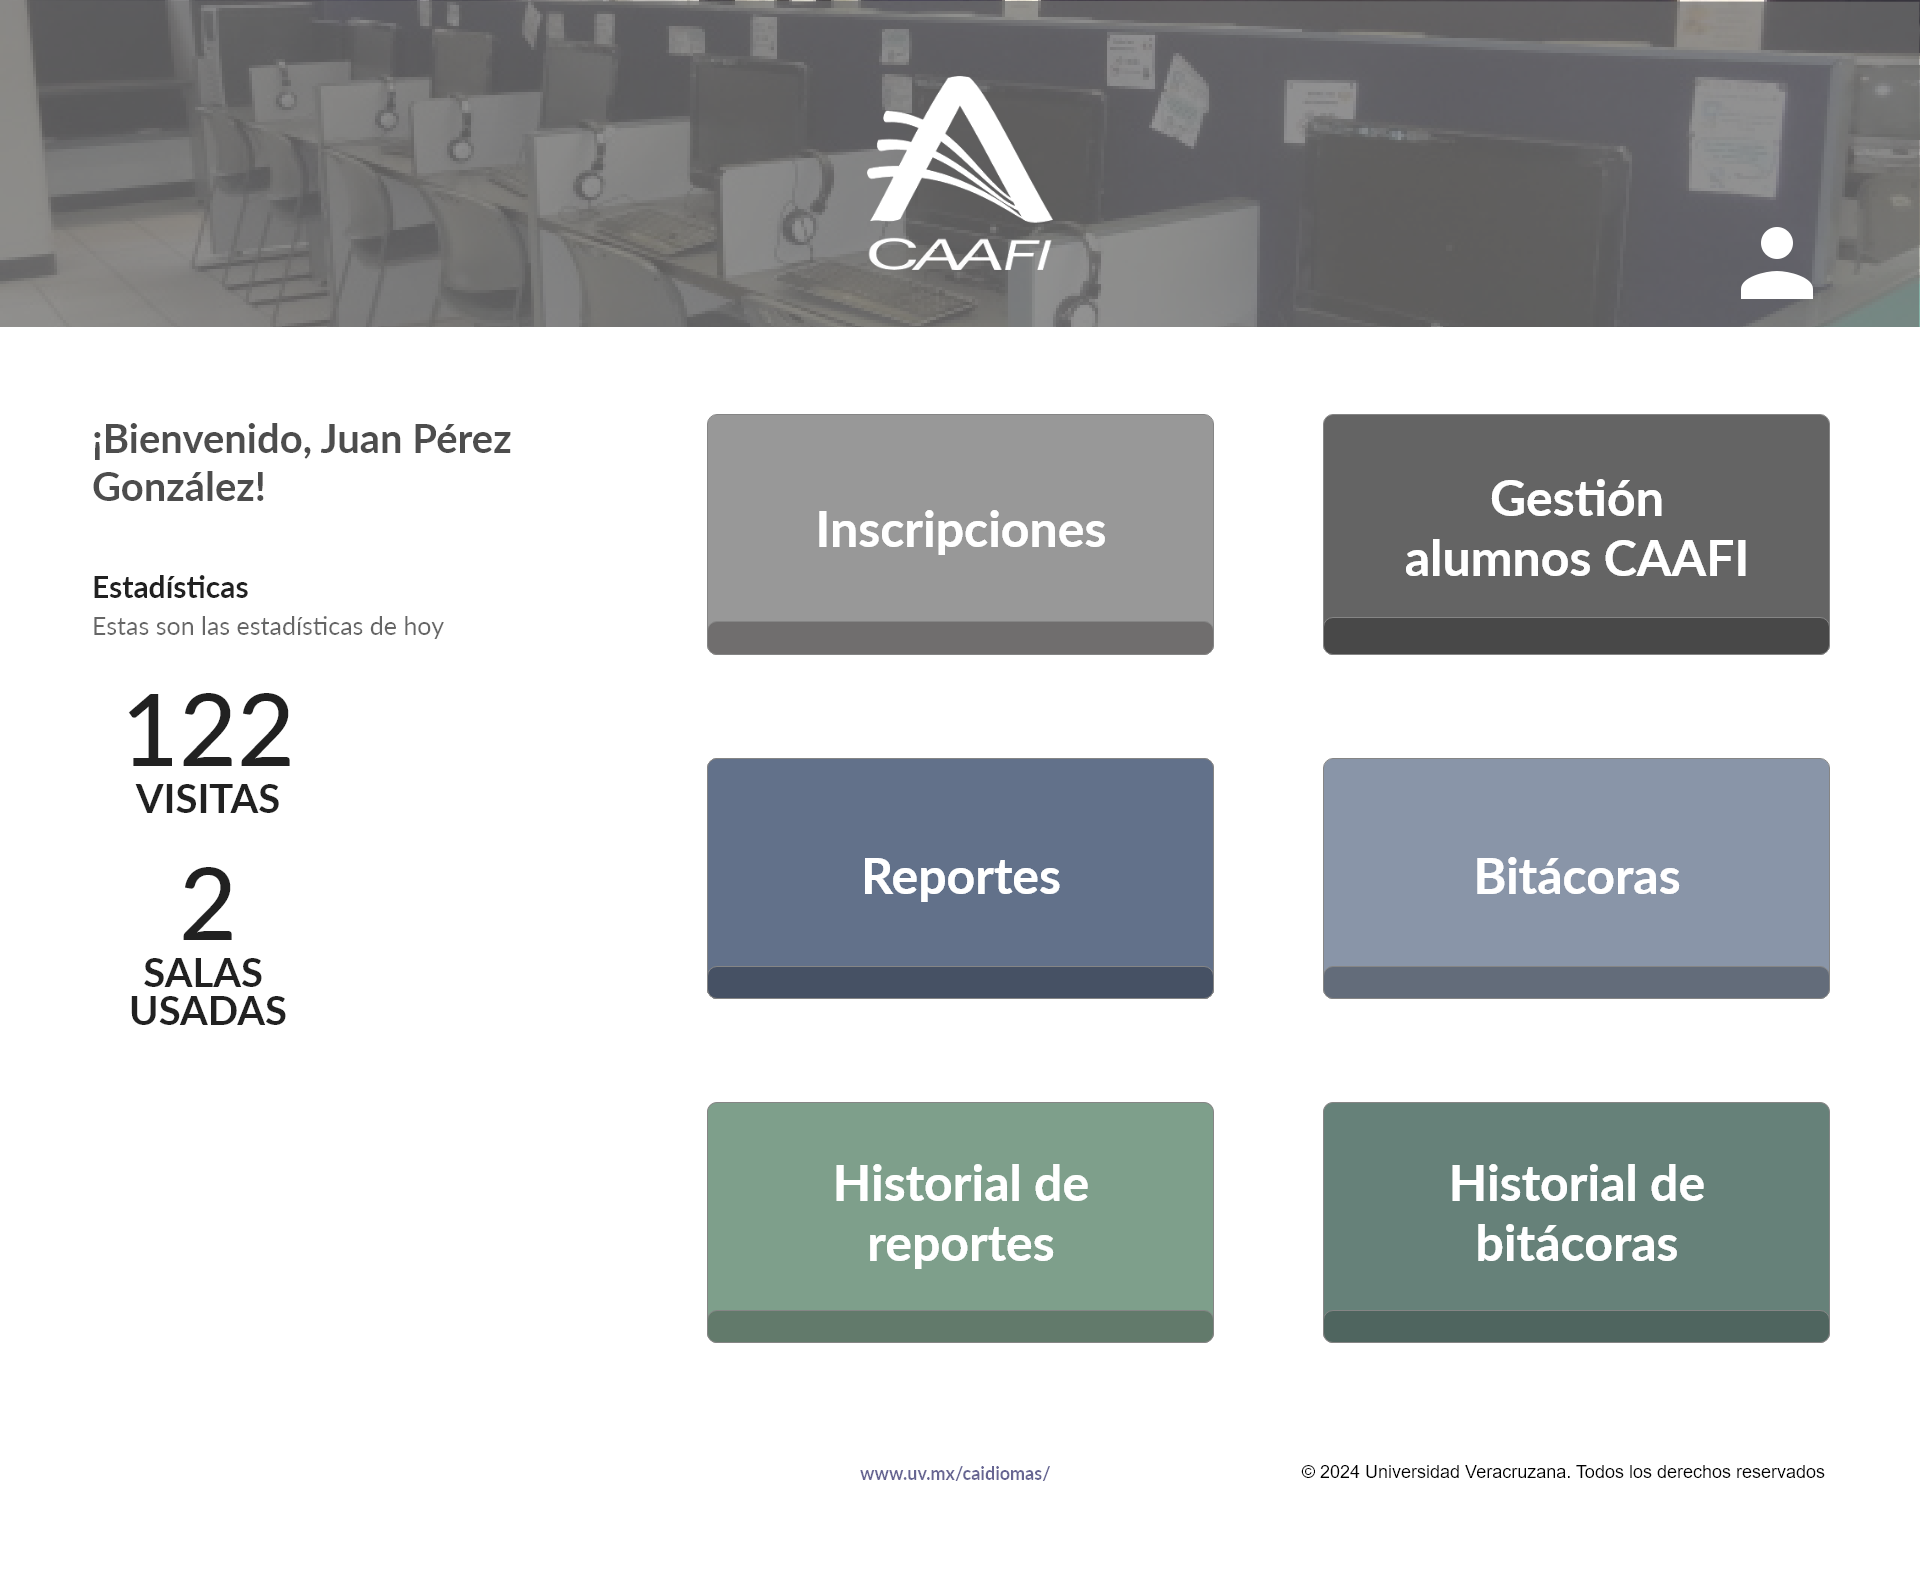 CAAFI
¡Bienvenido, Juan Pérez
González!
Estadísticas
Estas son las estadísticas de hoy
122
VISITAS
2
SALAS
USADAS
Inscripciones
Gestión
alumnos CAAFI
Reportes
Bitácoras
Historial de
reportes
Historial de
bitácoras
www.uv.mx/caidiomas/
© 2024 Universidad Veracruzana. Todos los derechos reservados